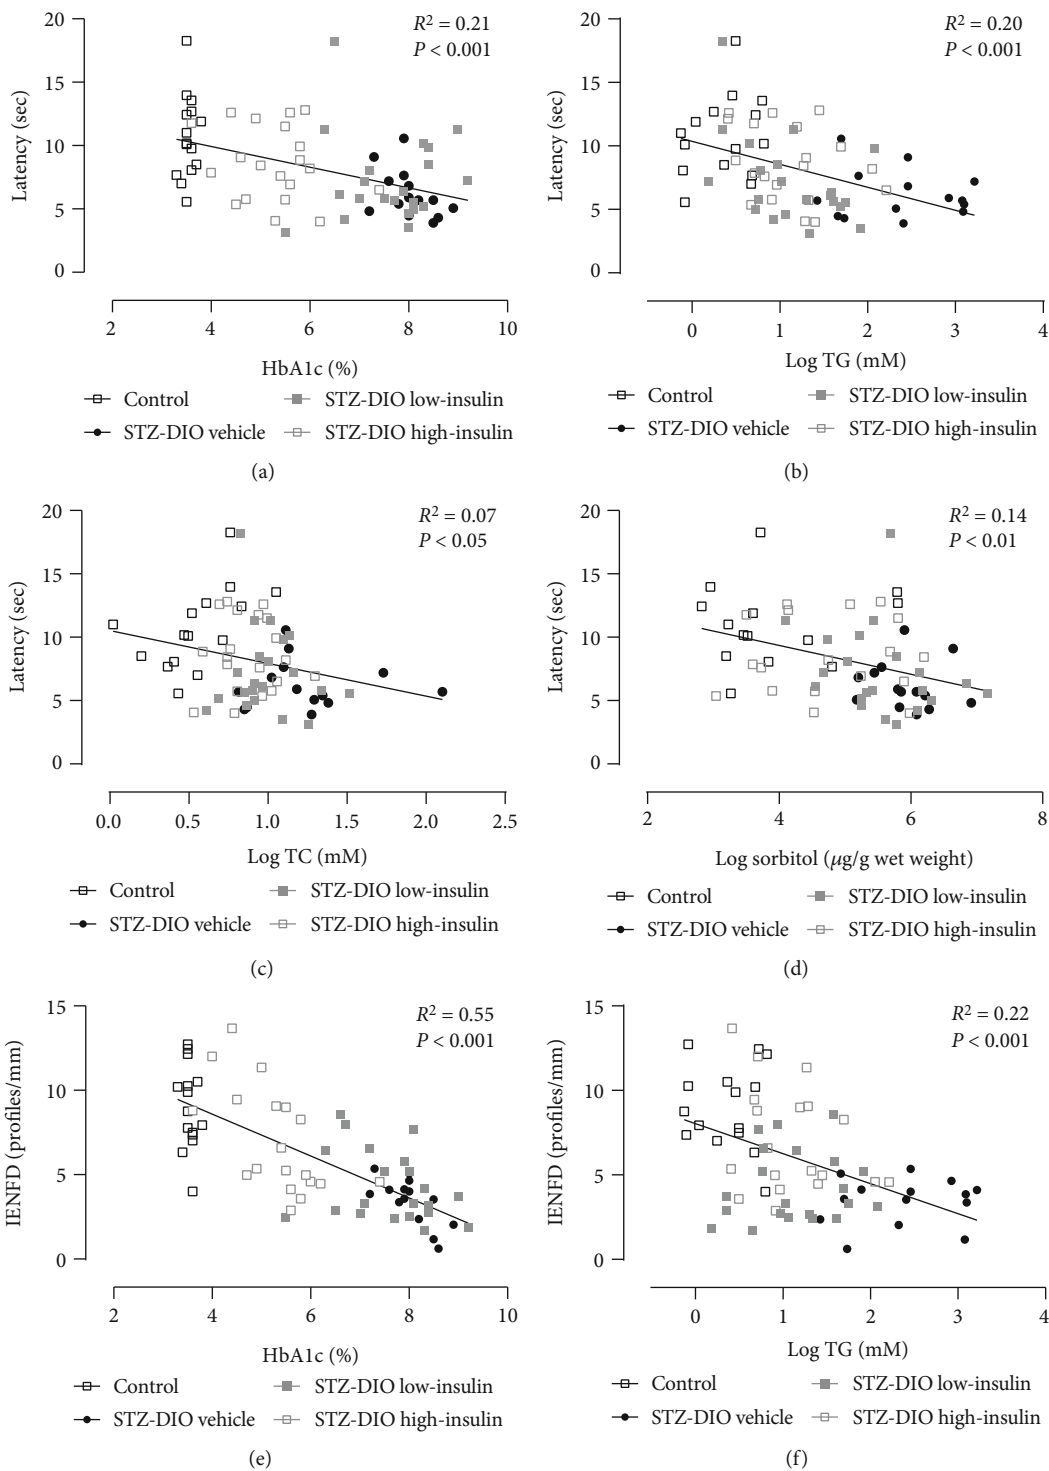 20
15
10
5
0
Latency (sec)
R² = 0.21
P < 0.001
2 4 6 8 10
HbA1c (%)
Control STZ-DIO low-insulin
STZ-DIO vehicle STZ-DIO high-insulin
(a)
20
15
10
5
0
Latency (sec)
R² = 0.20
P < 0.001
0 1 2 3 4
Log TG (mM)
Control STZ-DIO low-insulin
STZ-DIO vehicle STZ-DIO high-insulin
(b)
20
15
10
5
0
Latency (sec)
R² = 0.07
P < 0.05
0.0 0.5 1.0 1.5 2.0 2.5
Log TC (mM)
Control STZ-DIO low-insulin
STZ-DIO vehicle STZ-DIO high-insulin
(c)
20
15
10
5
0
Latency (sec)
R² = 0.14
P < 0.01
2 4 6 8
Log sorbitol (μg/g wet weight)
Control STZ-DIO low-insulin
STZ-DIO vehicle STZ-DIO high-insulin
(d)
15
10
5
0
IENFD (profiles/mm)
R² = 0.55
P < 0.001
2 4 6 8 10
HbA1c (%)
Control STZ-DIO low-insulin
STZ-DIO vehicle STZ-DIO high-insulin
(e)
15
10
5
0
IENFD (profiles/mm)
R² = 0.22
P < 0.001
0 1 2 3 4
Log TG (mM)
Control STZ-DIO low-insulin
STZ-DIO vehicle STZ-DIO high-insulin
(f)